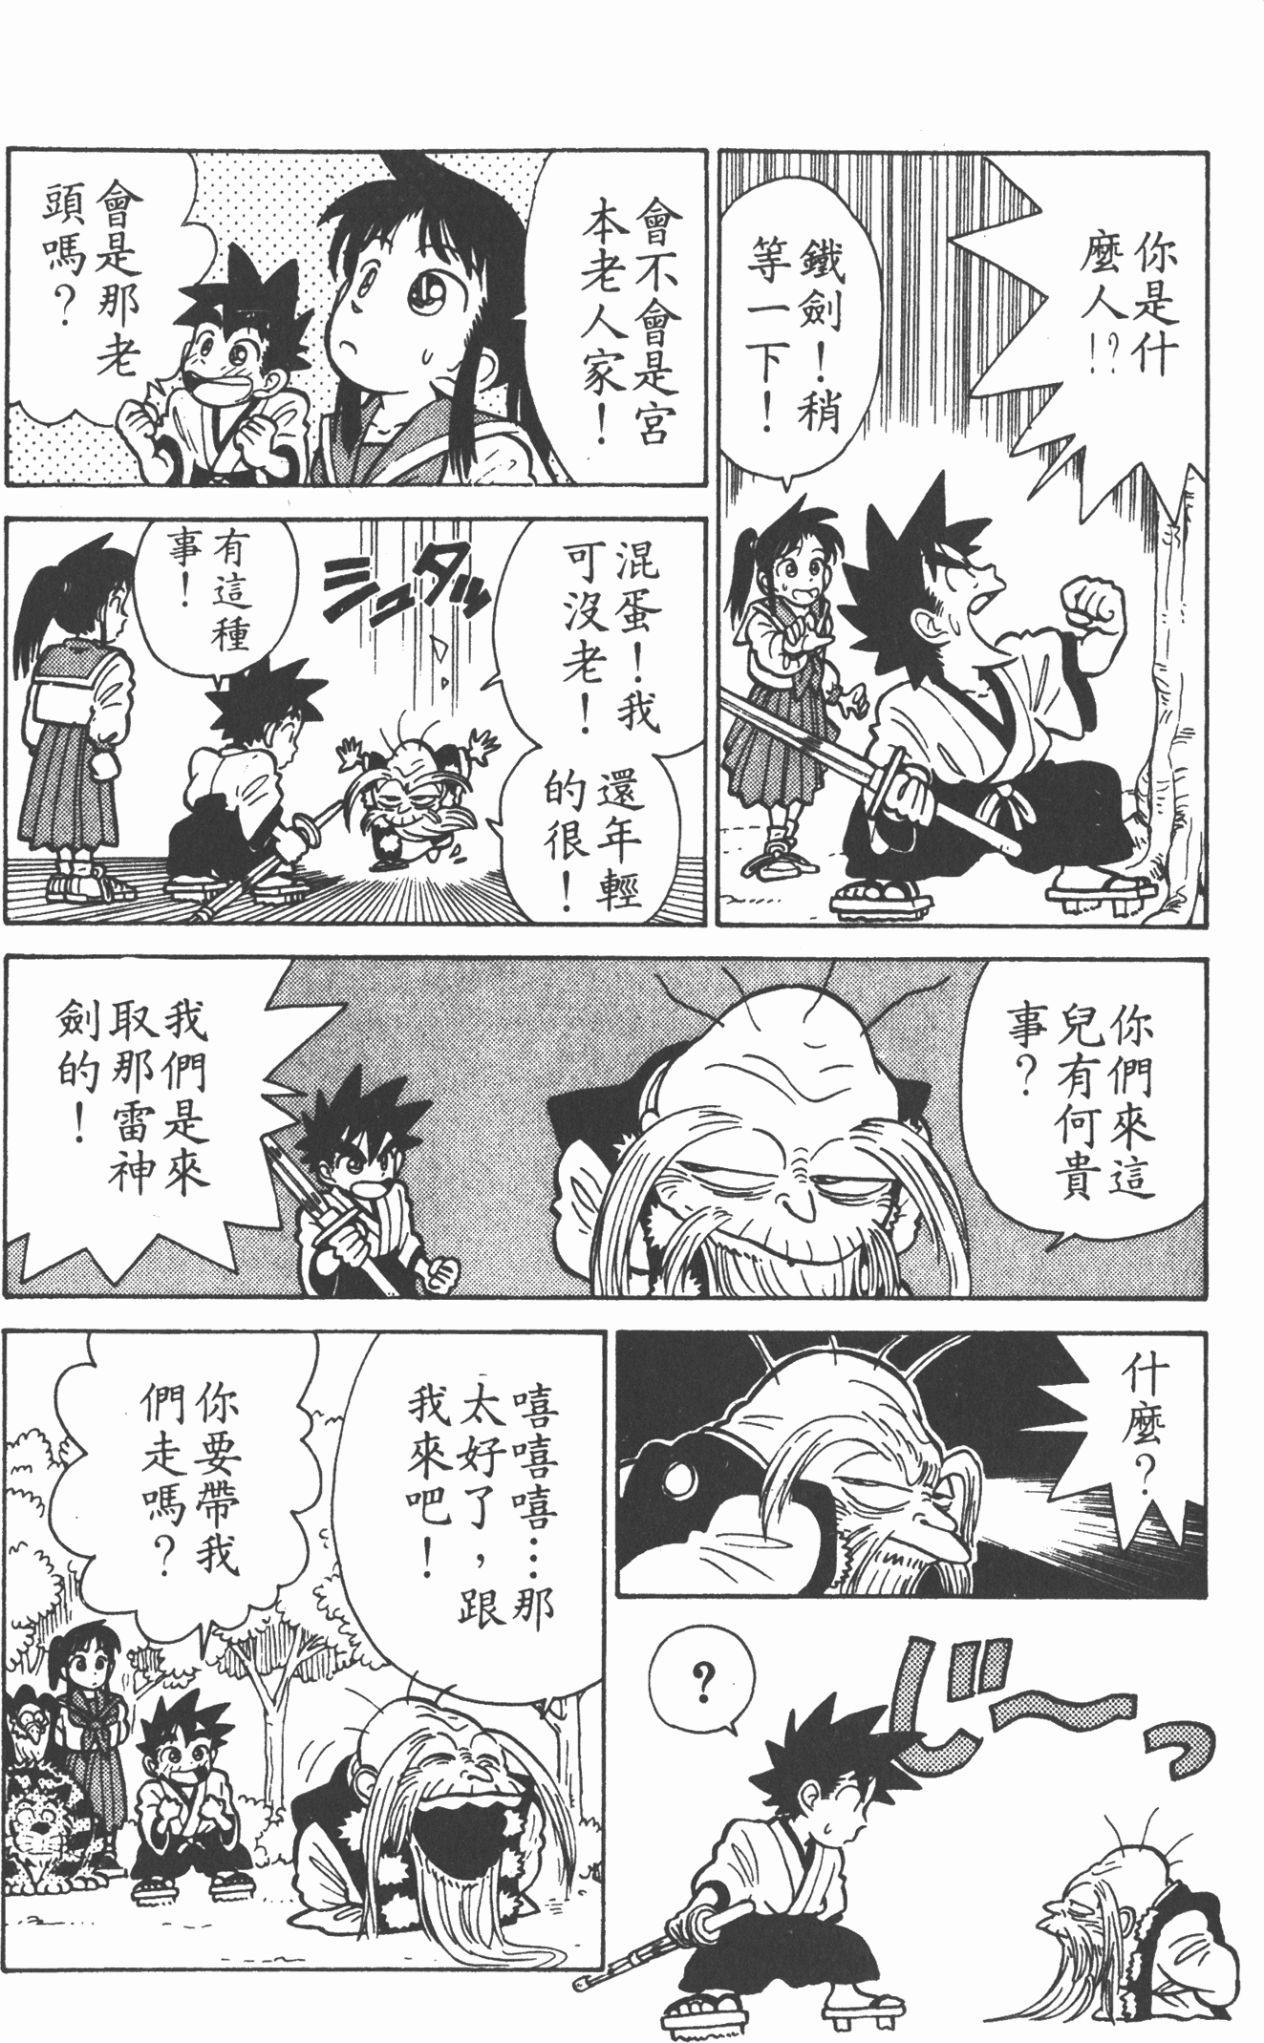 你是什
麼人!?
鐵劍！稍
等一下！
會不會是宮
本老人家！
會是那老
頭嗎？
混蛋！我
可沒老！
還年輕
的很！
シュタッ
有這種
事！
你們來這
兒有何貴
事？
我們是來
取那雷神
劍的！
什麼？
じ〜っ
？
嘻嘻嘻…那
太好了，跟
我來吧！
你要帶我
們走嗎？